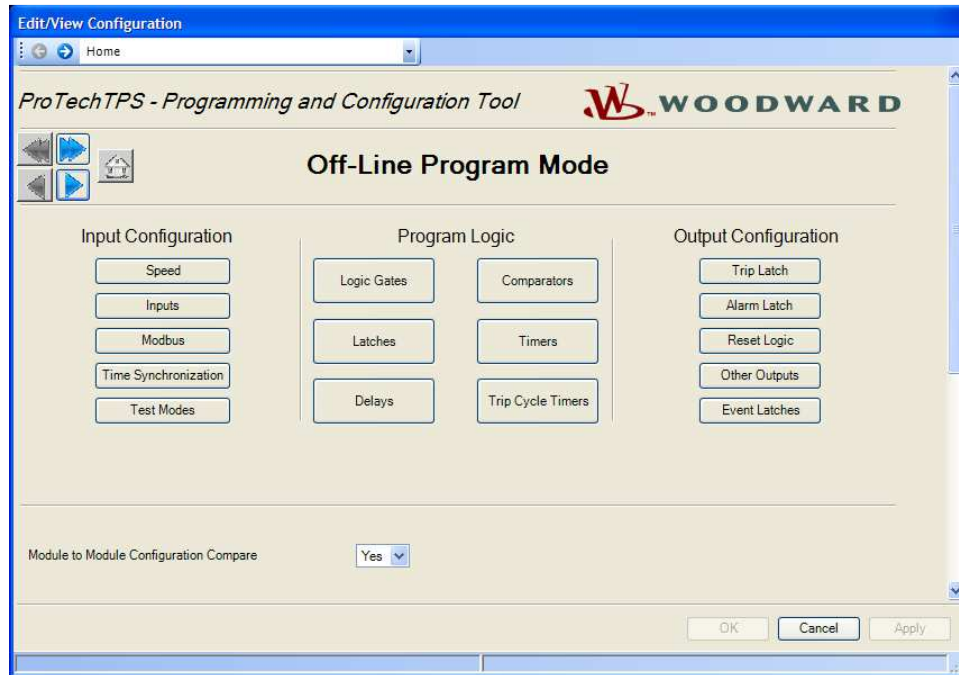 Edit/View Configuration
Home
ProTechTPS - Programming and Configuration Tool
WOODWARD
Off-Line Program Mode
Input Configuration
Speed
Inputs
Modbus
Time Synchronization
Test Modes
Program Logic
Logic Gates
Comparators
Latches
Timers
Delays
Trip Cycle Timers
Output Configuration
Trip Latch
Alarm Latch
Reset Logic
Other Outputs
Event Latches
Module to Module Configuration Compare
Yes
OK
Cancel
Apply